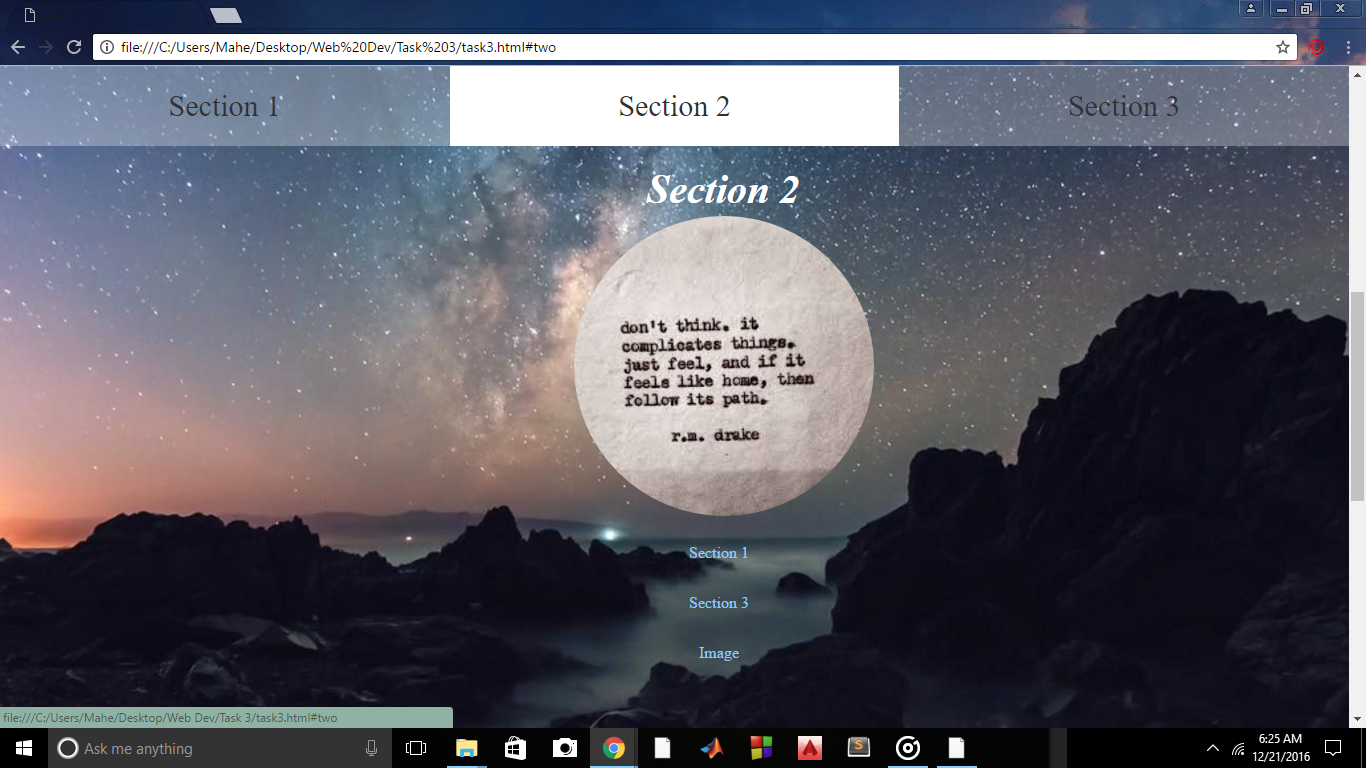 file:///C:/Users/Mahe/Desktop/Web%20Dev/Task%203/task3.html#two
Section 1
Section 2
Section 3
Section 2
don't think. it
complicates things.
just feel, and if it
feels like home, then
follow its path.
r.m. drake
Section 1
Section 3
Image
file:///C:/Users/Mahe/Desktop/Web Dev/Task 3/task3.html#two
Ask me anything
S
6:25 AM
12/21/2016